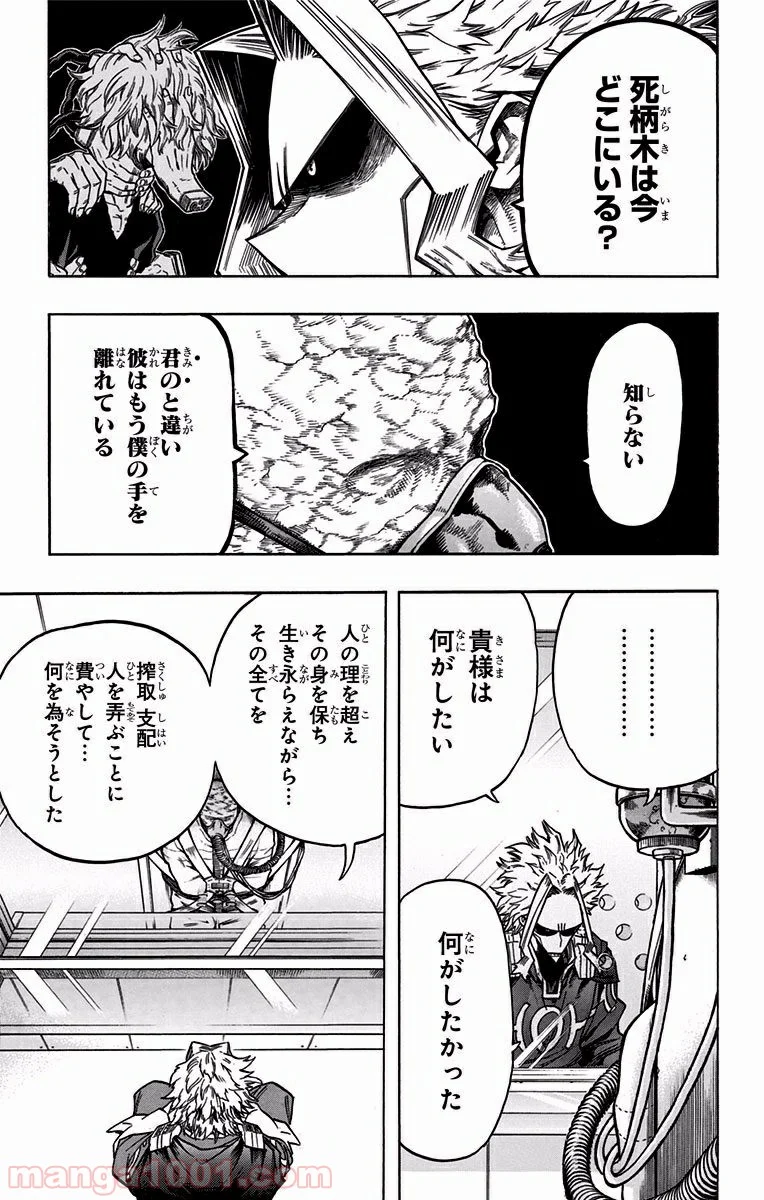 死柄木は今
どこにいる?
知らない
君のと違い
彼はもう僕の手を
離れている
…………
…………
貴様は
何がしたい
何がしたかった
人の理を超え
その身を保ち
生き永らえながら…
その全てを
搾取 支配
人を弄ぶことに
費やして…
何を為そうとした
manga1001.com